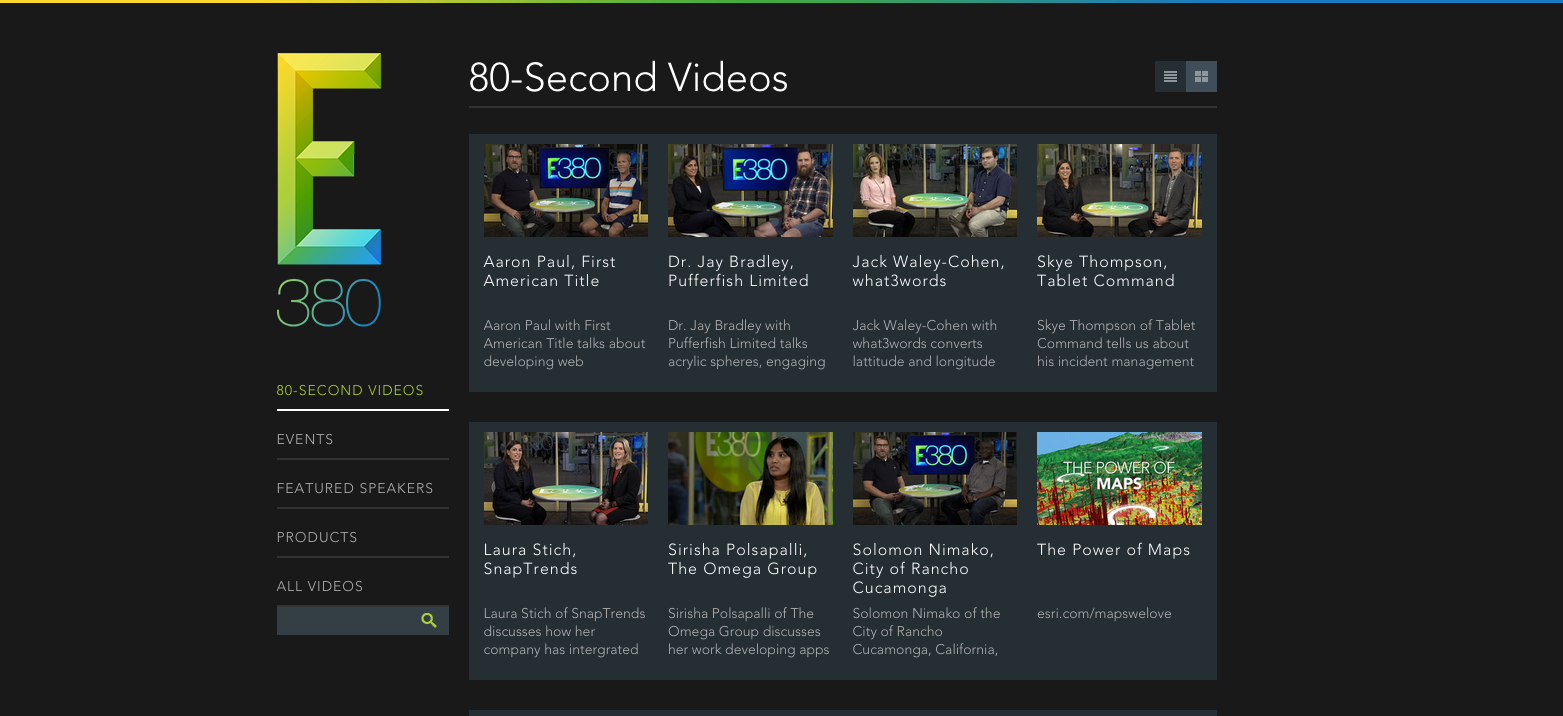 E
380
80-SECOND VIDEOS
EVENTS
FEATURED SPEAKERS
PRODUCTS
ALL VIDEOS
80-Second Videos
E380
Aaron Paul, First
American Title
Aaron Paul with First
American Title talks about
developing web
E380
Dr. Jay Bradley,
Pufferfish Limited
Dr. Jay Bradley with
Pufferfish Limited talks
acrylic spheres, engaging
Jack Waley-Cohen,
what3words
Jack Waley-Cohen with
what3words converts
lattitude and longitude
Skye Thompson,
Tablet Command
Skye Thompson of Tablet
Command tells us about
his incident management
Laura Stich,
SnapTrends
Laura Stich of SnapTrends
discusses how her
company has intergrated
E380
Sirisha Polsapalli,
The Omega Group
Sirisha Polsapalli of The
Omega Group discusses
her work developing apps
E380
Solomon Nimako,
City of Rancho
Cucamonga
Solomon Nimako of the
City of Rancho
Cucamonga, California,
THE POWER OF
MAPS
The Power of Maps
esri.com/mapswelove